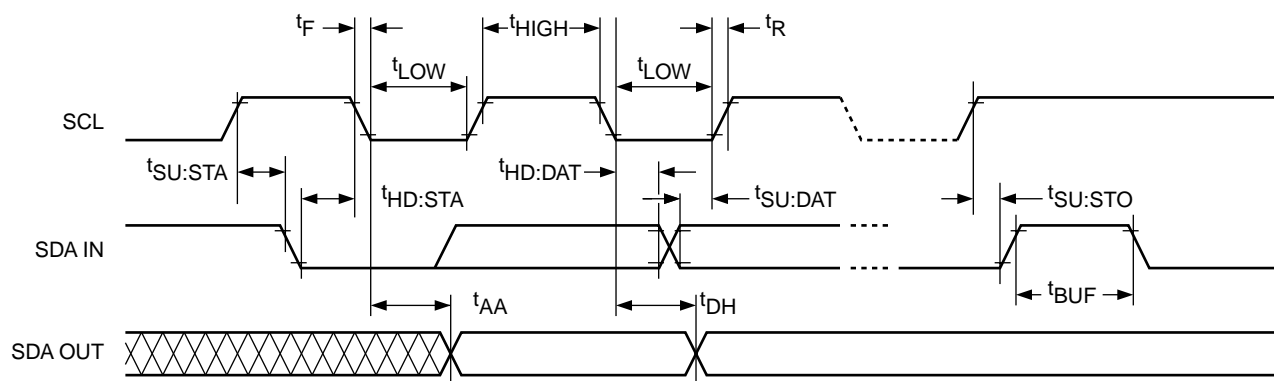 tF
tHIGH
tR
tLOW
tLOW
SCL
tSU:STA
tHD:DAT
tHD:STA
tSU:DAT
tSU:STO
SDA IN
tBUF
tAA
tDH
SDA OUT